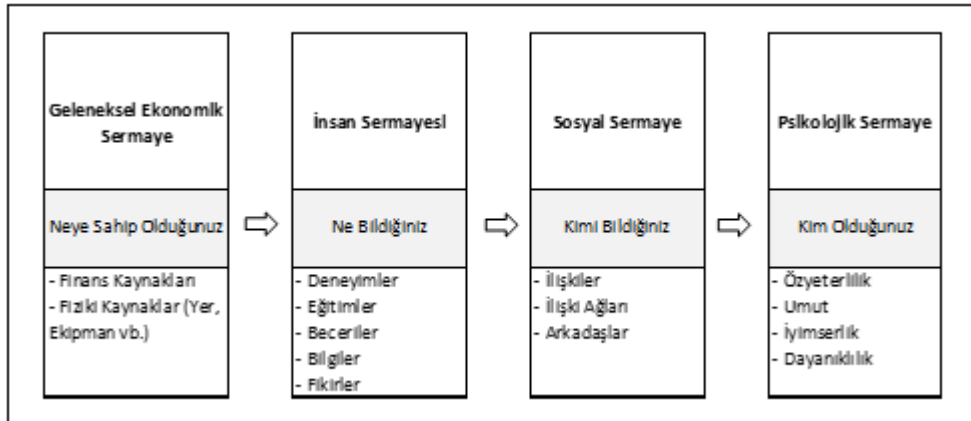 Geleneksel Ekonomik
Sermaye
Neye Sahip Olduğunuz
- Finans Kaynakları
- Fiziki Kaynaklar (Yer,
Ekipman vb.)
İnsan Sermayesi
Ne Bildiğiniz
- Deneyimler
- Eğitimler
- Beceriler
- Bilgiler
- Fikirler
Sosyal Sermaye
Kimi Bildiğiniz
- İlişkiler
- İlişki Ağları
- Arkadaşlar
Psikolojik Sermaye
Kim Olduğunuz
- Özyeterlilik
- Umut
- İyimserlik
- Dayanıklılık